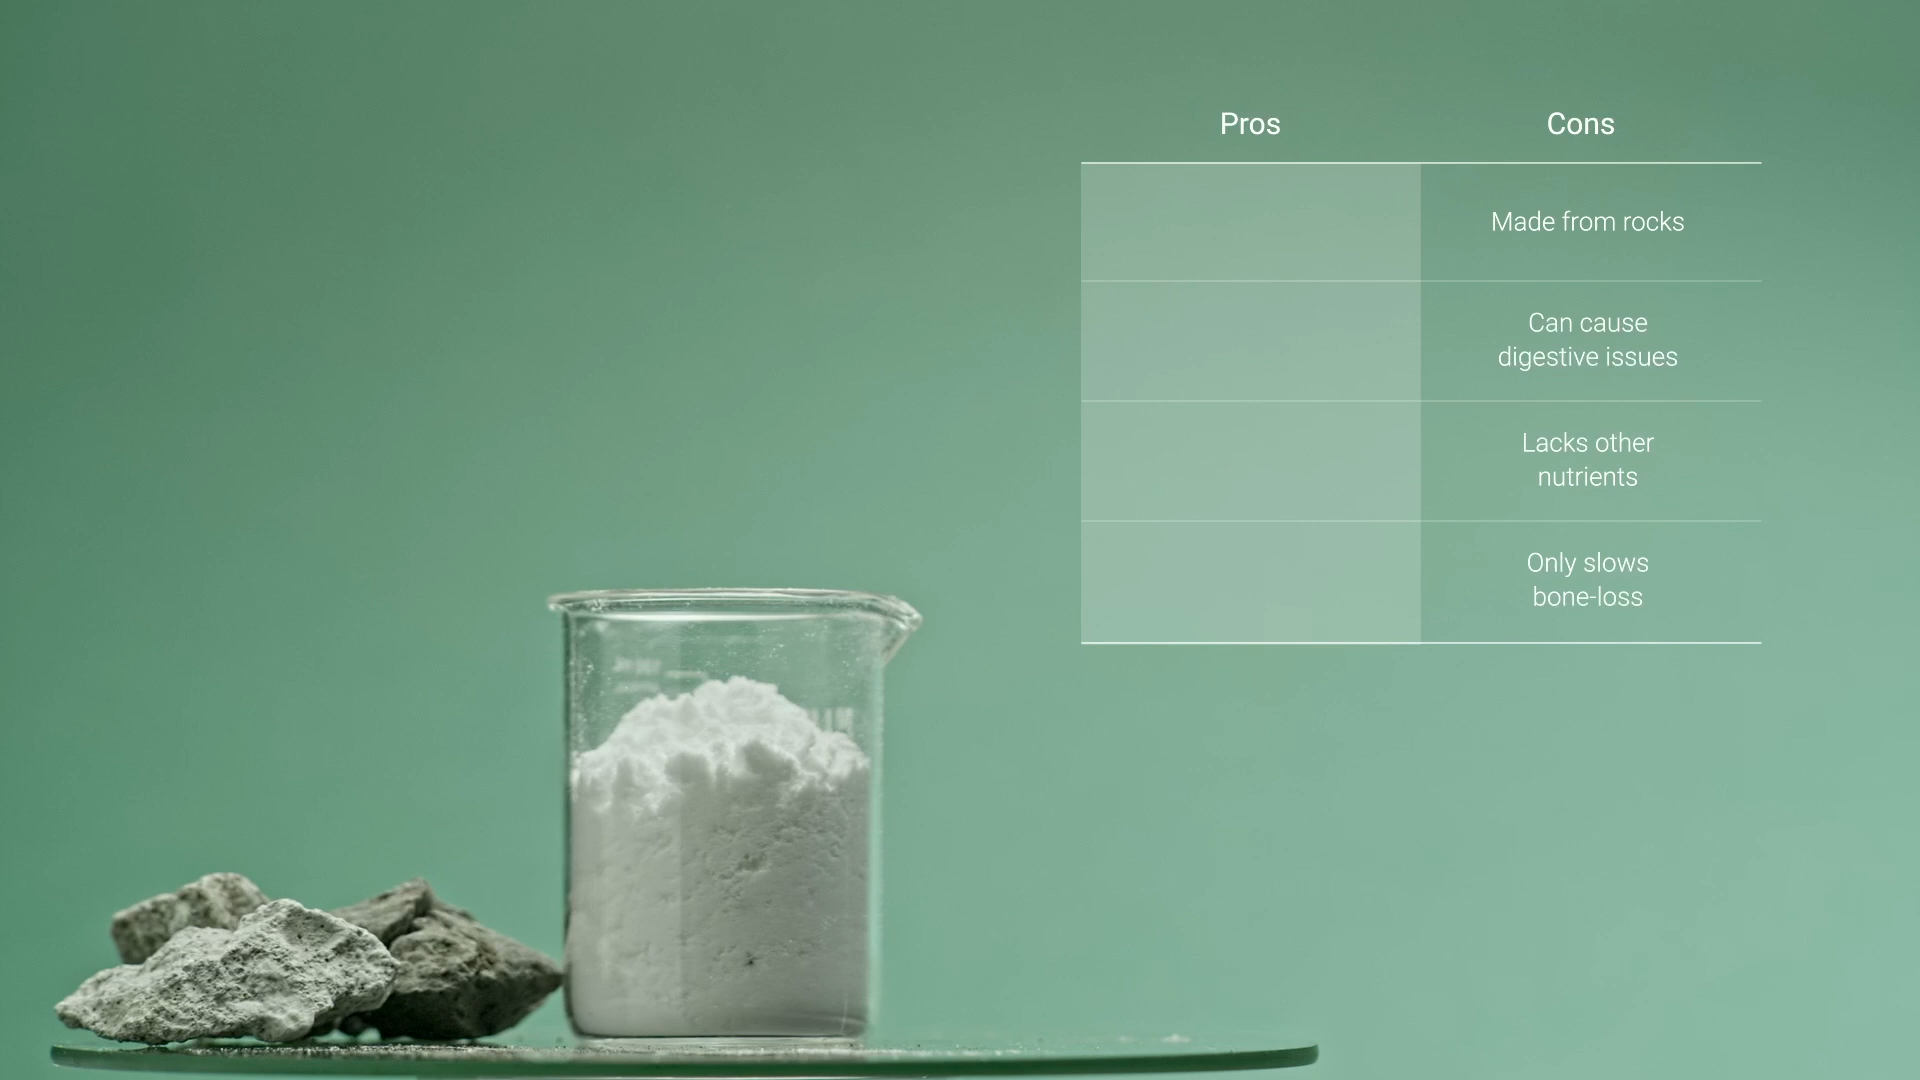 Pros
Cons
Made from rocks
Can cause
digestive issues
Lacks other
nutrients
Only slows
bone-loss